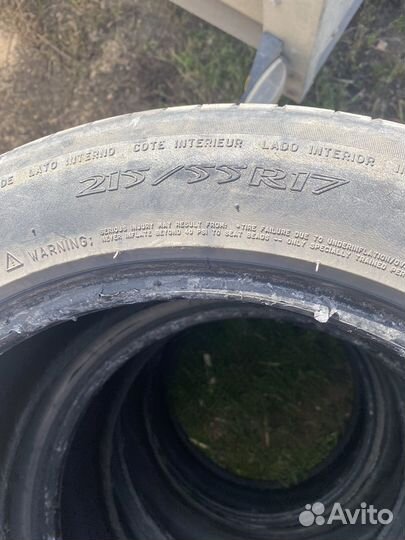 DE LATO INTERNO COTE INTERIEUR LADO INTERIOR
215/55R17
WARNING: SERIOUS INJURY MAY RESULT FROM: • TIRE FAILURE DUE TO UNDERINFLATION/OV
NEVER INFLATE BEYOND 40 PSI TO SEAT BEADS — ONLY SPECIALLY TRAINED PER
Avito